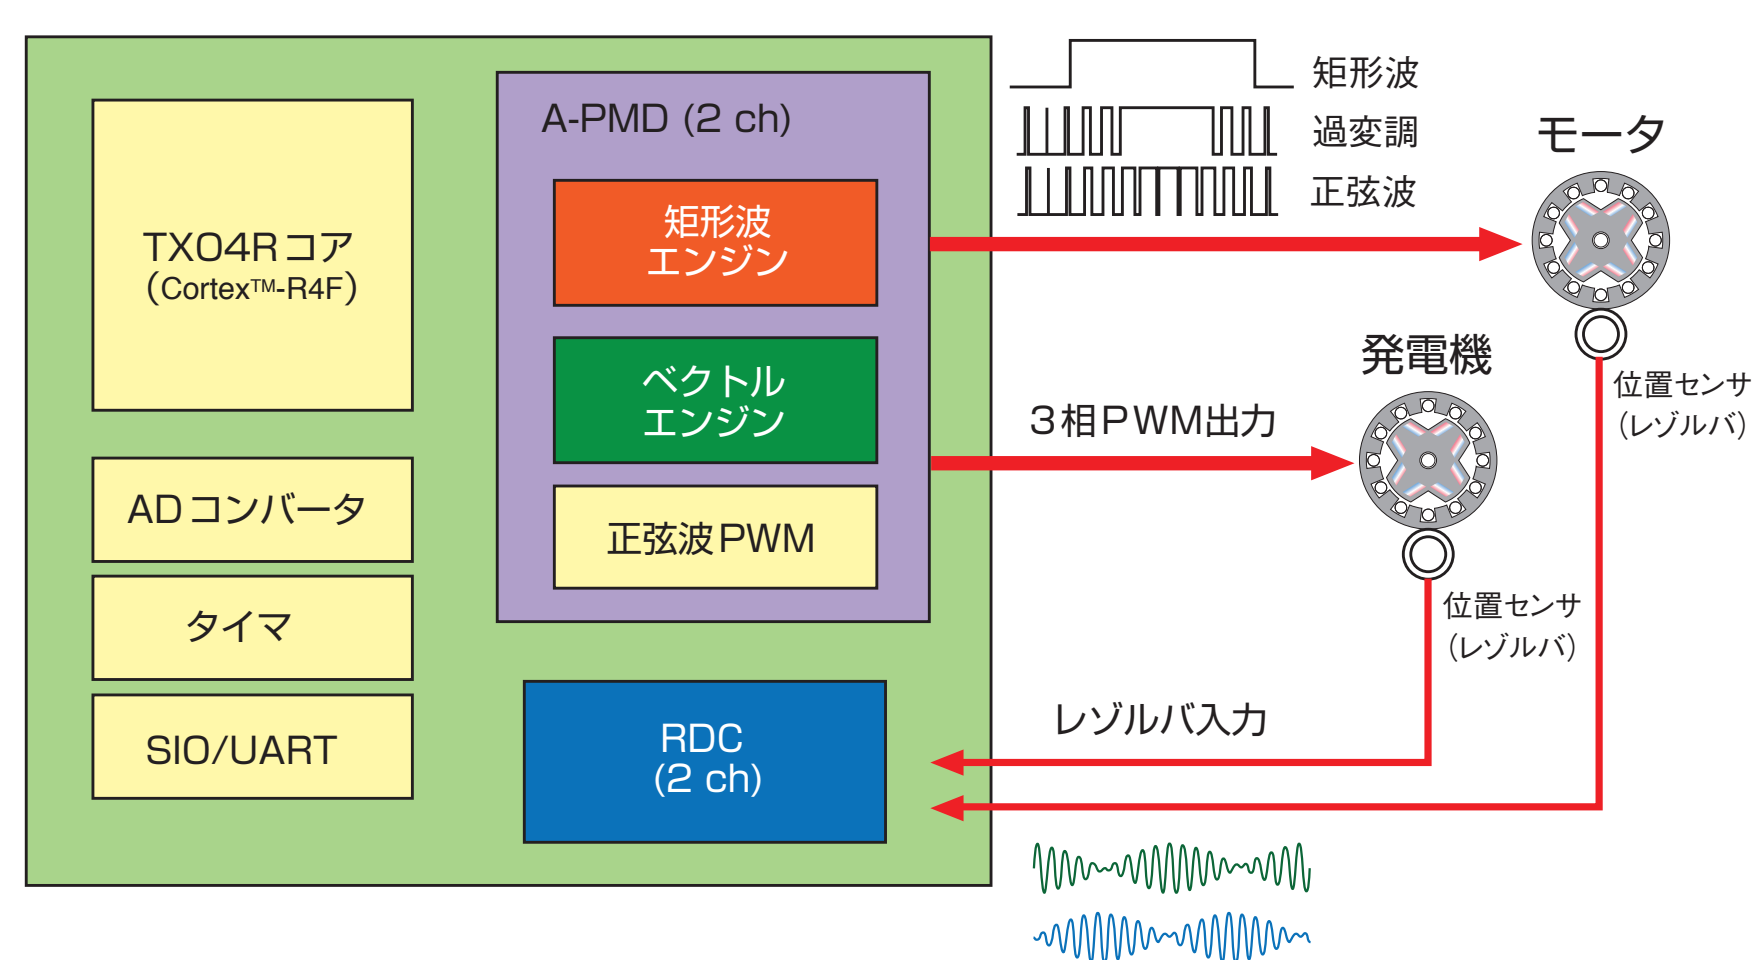 TX04Rコア
(Cortex™-R4F)
ADコンバータ
タイマ
SIO/UART
A-PMD (2 ch)
矩形波
エンジン
ベクトル
エンジン
正弦波PWM
RDC
(2 ch)
矩形波
過変調
正弦波
モータ
位置センサ
(レゾルバ)
発電機
3相PWM出力
位置センサ
(レゾルバ)
レゾルバ入力